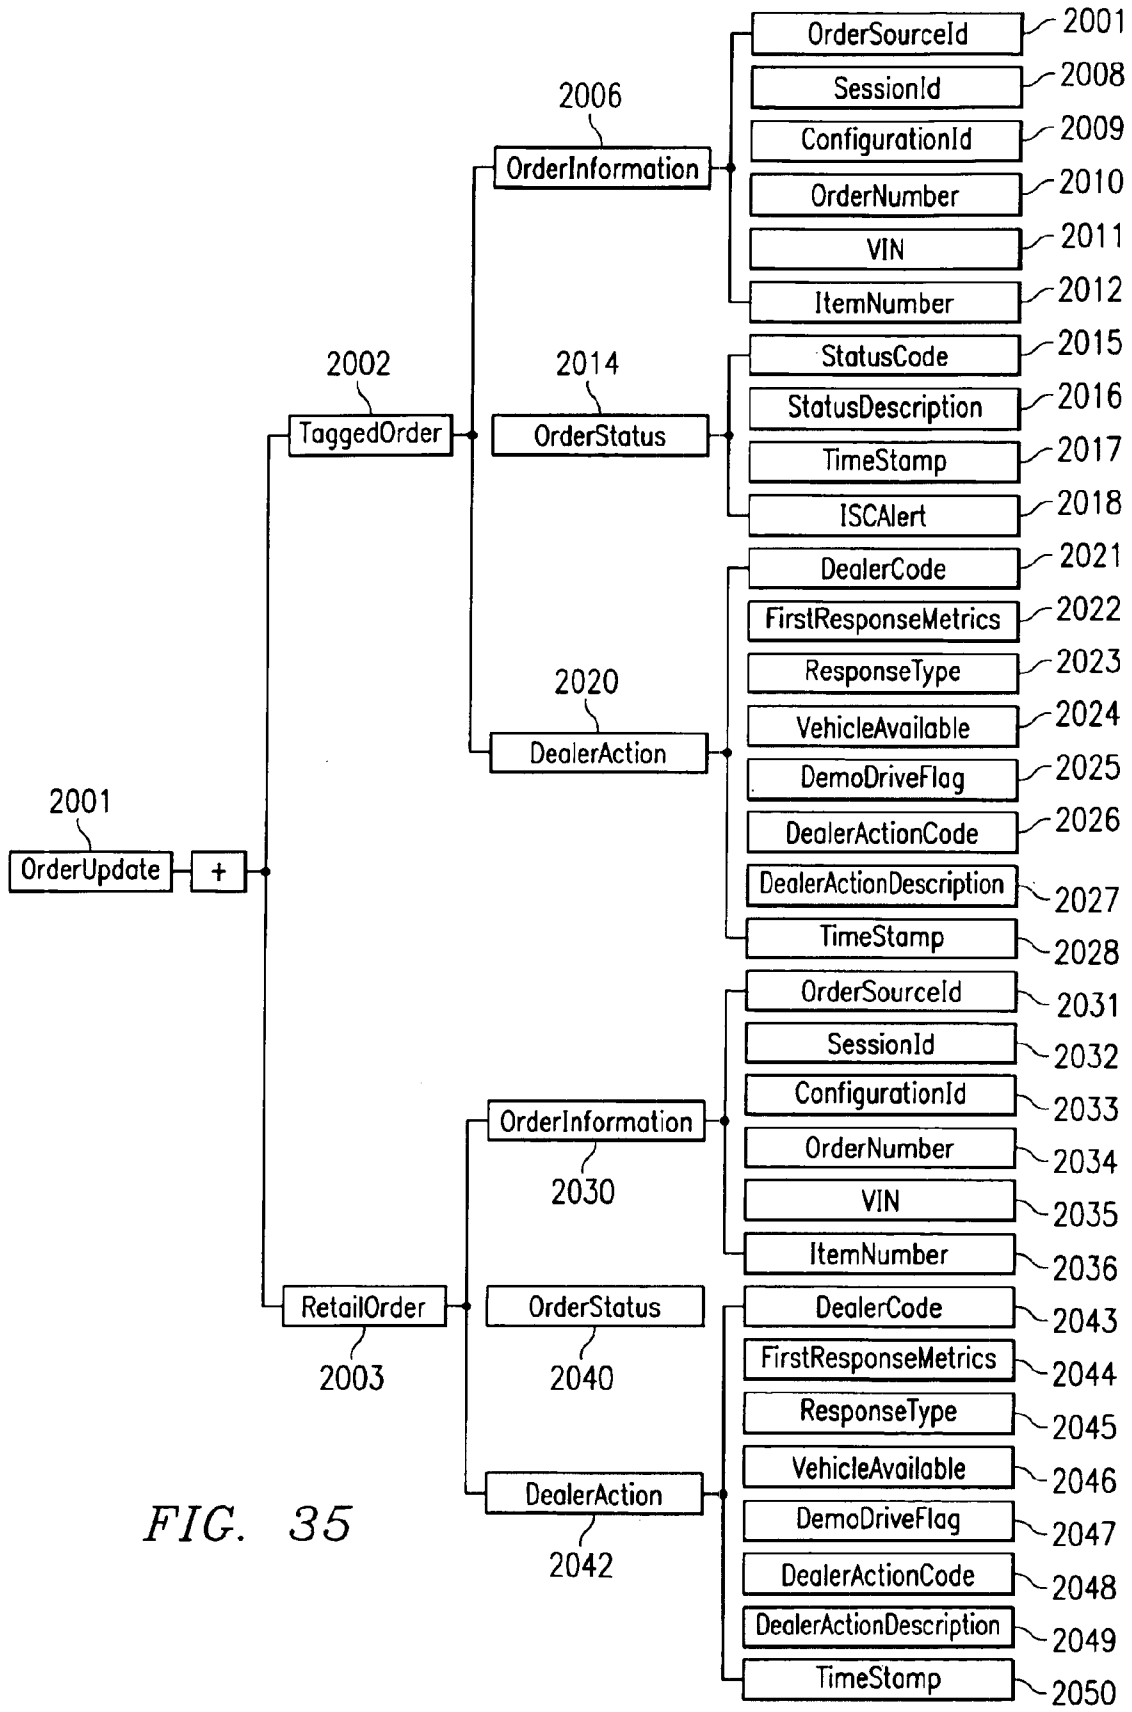 OrderSourceId 2001
SessionId 2008
2006
ConfigurationId 2009
OrderInformation
OrderNumber 2010
VIN 2011
ItemNumber 2012
2002
2014
StatusCode 2015
StatusDescription 2016
TaggedOrder
OrderStatus
TimeStamp 2017
ISCAlert 2018
DealerCode 2021
FirstResponseMetrics 2022
ResponseType 2023
2020
VehicleAvailable 2024
DealerAction
DemoDriveFlag 2025
2001
DealerActionCode 2026
OrderUpdate +
DealerActionDescription 2027
TimeStamp 2028
OrderSourceId 2031
SessionId 2032
ConfigurationId 2033
OrderInformation
OrderNumber 2034
2030
VIN 2035
ItemNumber 2036
RetailOrder
OrderStatus
DealerCode 2043
2003
2040
FirstResponseMetrics 2044
ResponseType 2045
VehicleAvailable 2046
DealerAction
DemoDriveFlag 2047
FIG. 35
2042
DealerActionCode 2048
DealerActionDescription 2049
TimeStamp 2050